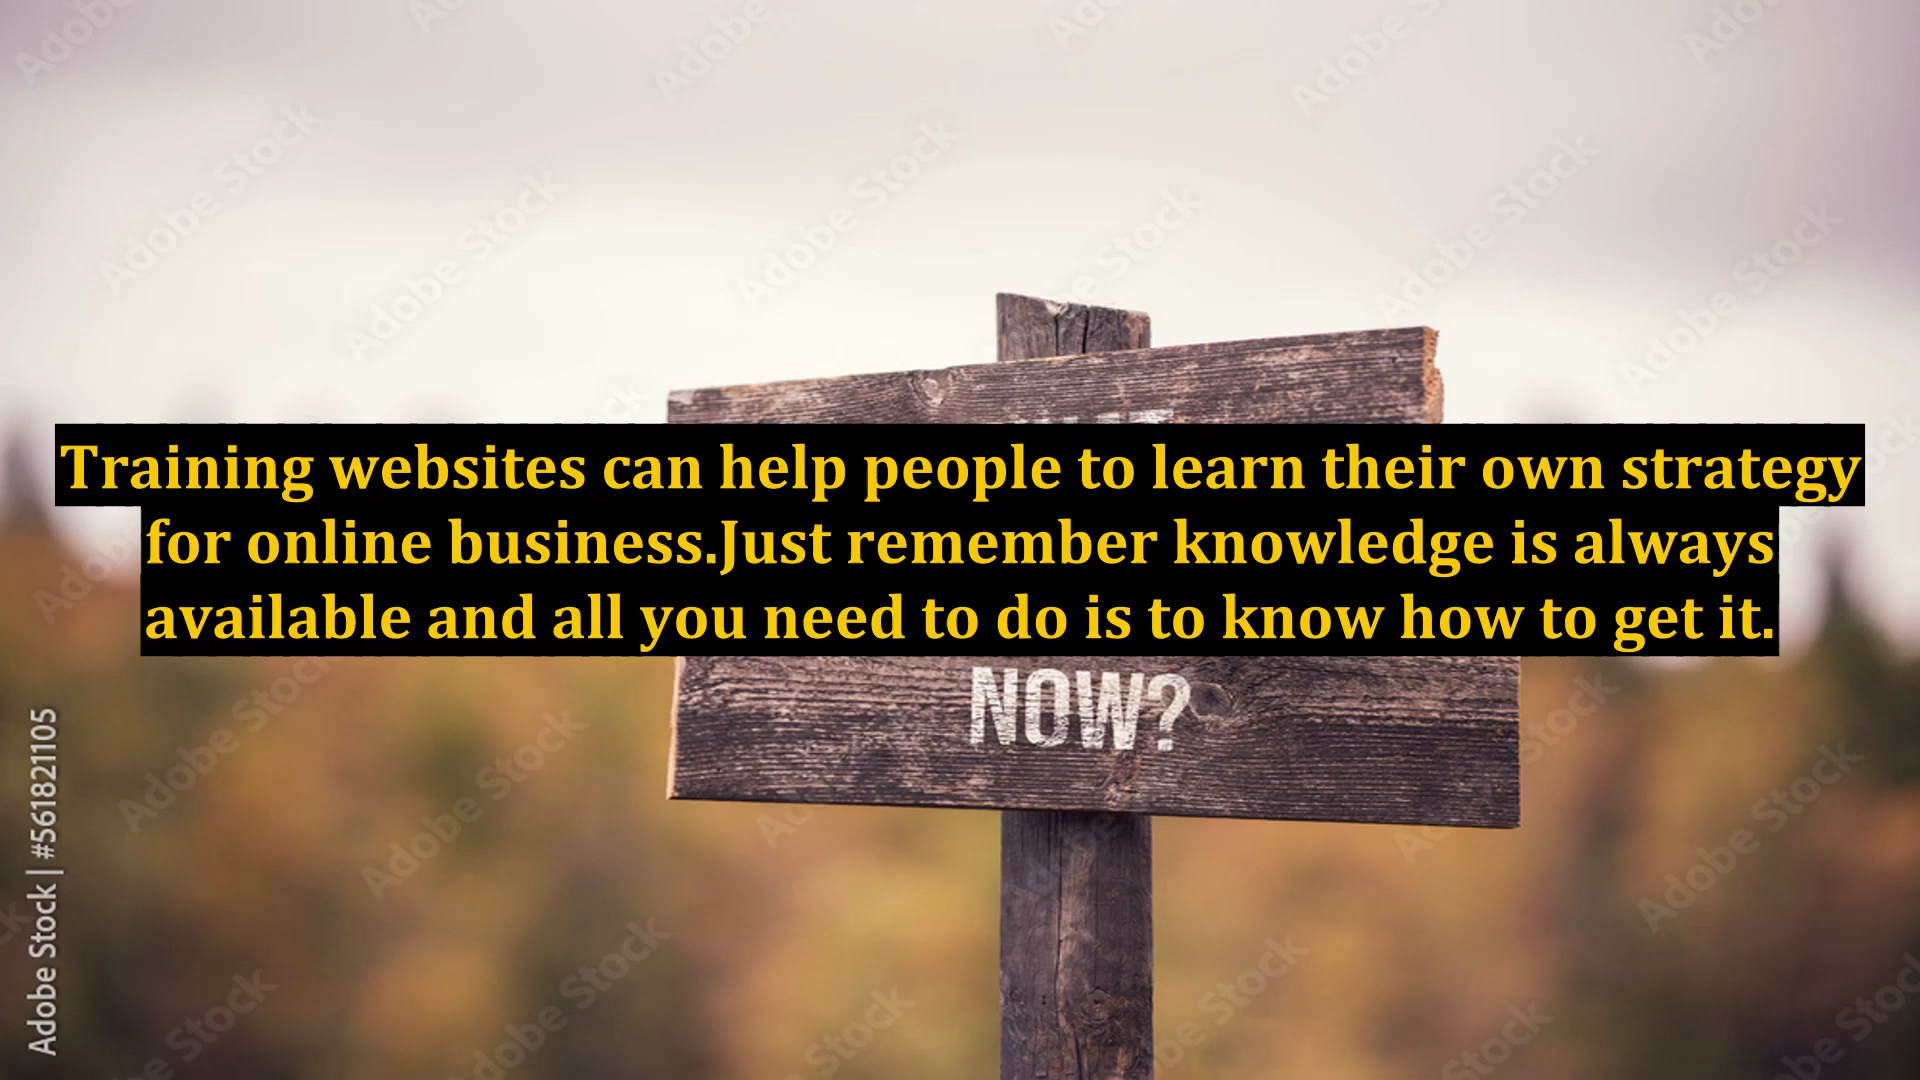 Training websites can help people to learn their own strategy
for online business.Just remember knowledge is always
available and all you need to do is to know how to get it.
NOW?
Adobe Stock | #561821105